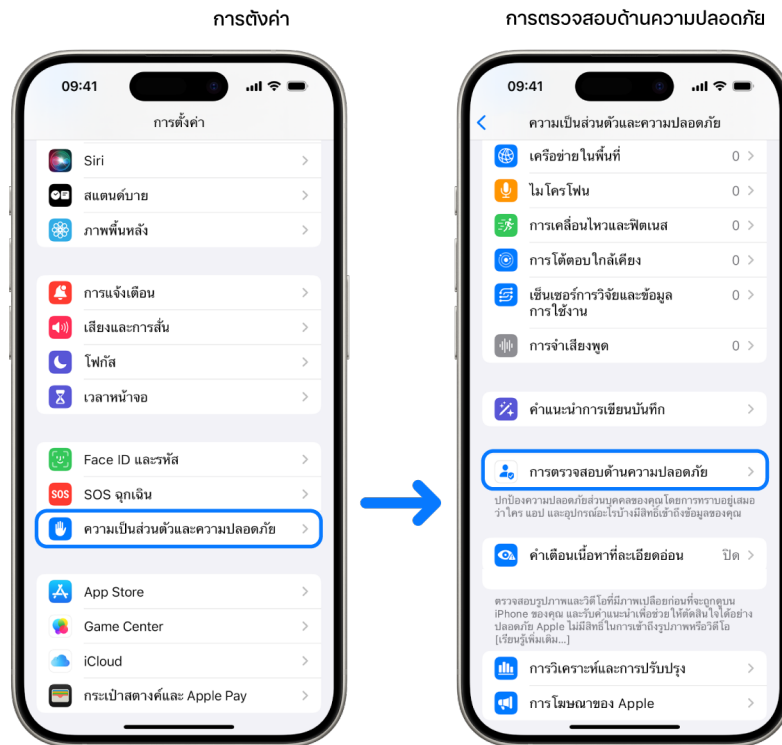 การตั้งค่า
การตรวจสอบด้านความปลอดภัย
09:41
การตั้งค่า
Siri
สแตนด์บาย
ภาพพื้นหลัง
การแจ้งเตือน
เสียงและการสั่น
โฟกัส
เวลาหน้าจอ
Face ID และรหัส
SOS
SOS ฉุกเฉิน
ความเป็นส่วนตัวและความปลอดภัย
App Store
Game Center
iCloud
กระเป๋าสตางค์และ Apple Pay
09:41
ความเป็นส่วนตัวและความปลอดภัย
เครือข่ายในพื้นที่ 0
ไมโครโฟน 0
การเคลื่อนไหวและฟิตเนส 0
การโต้ตอบใกล้เคียง 0
เซ็นเซอร์การวิจัยและข้อมูล 0
การใช้งาน
การจำเสียงพูด 0
คำแนะนำการเขียนบันทึก
การตรวจสอบด้านความปลอดภัย
ปกป้องความปลอดภัยส่วนบุคคลของคุณโดยการทราบอยู่เสมอ
ว่าใคร แอป และอุปกรณ์อะไรบ้างมีสิทธิ์เข้าถึงข้อมูลของคุณ
คำเตือนเนื้อหาที่ละเอียดอ่อน ปิด
ตรวจสอบรูปภาพและวิดีโอที่มีภาพเปลือยก่อนที่จะถูกดูบน
iPhone ของคุณ และรับคำแนะนำเพื่อช่วยให้ตัดสินใจได้อย่าง
ปลอดภัย Apple ไม่มีสิทธิ์ในการเข้าถึงรูปภาพหรือวิดีโอ
[เรียนรู้เพิ่มเติม...]
การวิเคราะห์และการปรับปรุง
การโฆษณาของ Apple